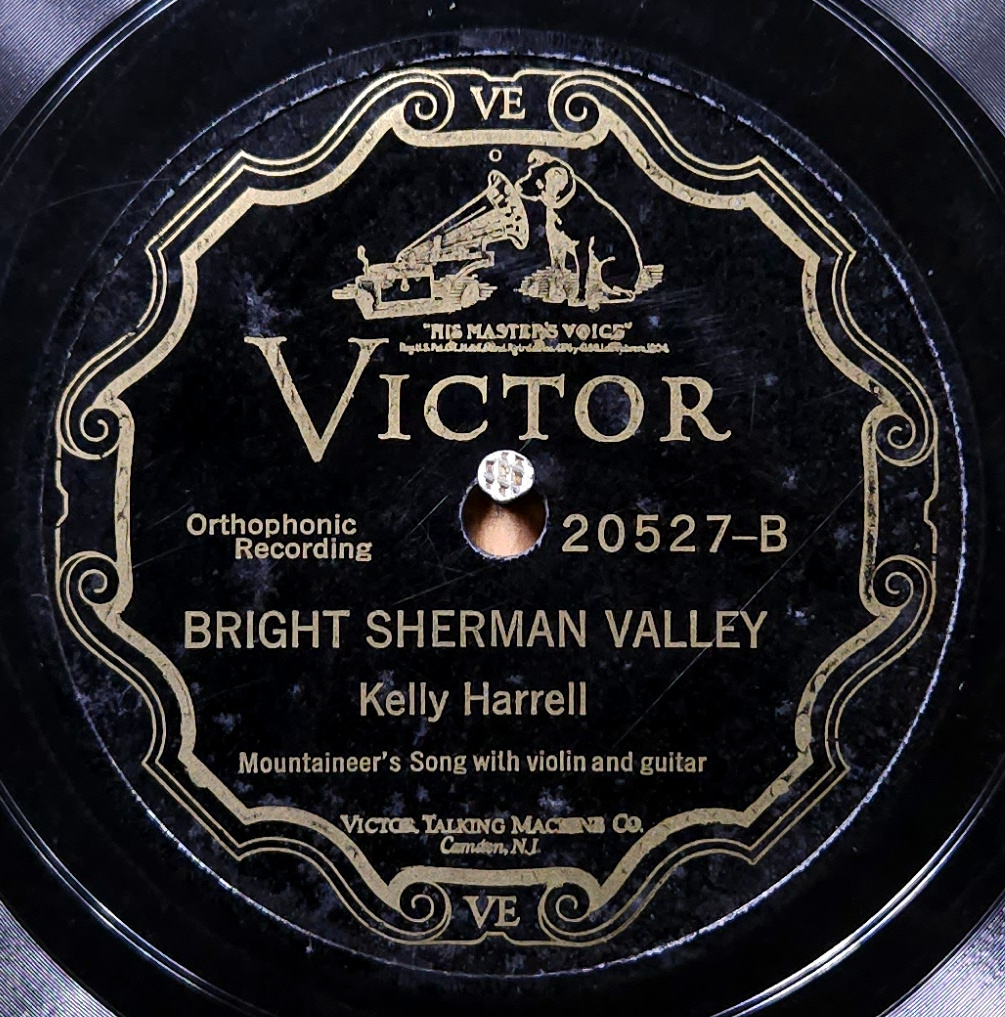 VE
"HIS MASTER'S VOICE"
VICTOR
Orthophonic
Recording
20527–B
BRIGHT SHERMAN VALLEY
Kelly Harrell
Mountaineer's Song with violin and guitar
VICTOR TALKING MACHINE CO.
Camden, N.J.
VE